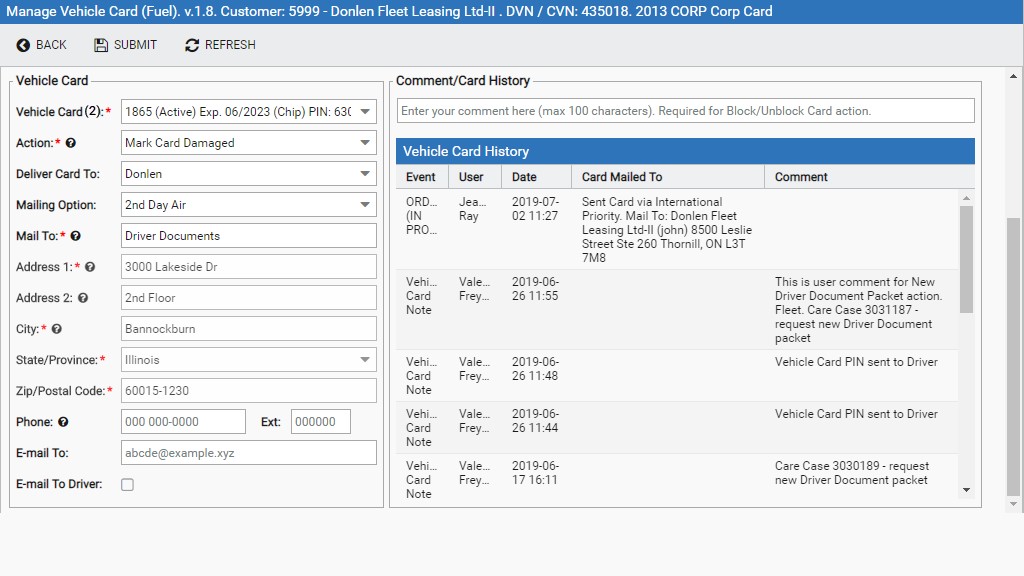 Manage Vehicle Card (Fuel). v.1.8. Customer: 5999 - Donlen Fleet Leasing Ltd-II . DVN / CVN: 435018. 2013 CORP Corp Card
BACK SUBMIT REFRESH
Vehicle Card
Vehicle Card(2):* 1865 (Active) Exp. 06/2023 (Chip) PIN: 630
Action:* Mark Card Damaged
Deliver Card To: Donlen
Mailing Option: 2nd Day Air
Mail To:* Driver Documents
Address 1:* 3000 Lakeside Dr
Address 2: 2nd Floor
City:* Bannockburn
State/Province:* Illinois
Zip/Postal Code:* 60015-1230
Phone: 000 000-0000 Ext: 000000
E-mail To: abcde@example.xyz
E-mail To Driver:
Comment/Card History
Enter your comment here (max 100 characters). Required for Block/Unblock Card action.
Vehicle Card History
Event User Date Card Mailed To Comment
ORD... Jea... 2019-07- Sent Card via International
(IN Ray 02 11:27 Priority. Mail To: Donlen Fleet
PRO... Leasing Ltd-II (john) 8500 Leslie
Street Ste 260 Thornill, ON L3T
7M8
Vehi... Vale... 2019-06- This is user comment for New
Card Frey... 26 11:55 Driver Document Packet action.
Note Fleet. Care Case 3031187 -
request new Driver Document
packet
Vehi... Vale... 2019-06- Vehicle Card PIN sent to Driver
Card Frey... 26 11:48
Note
Vehi... Vale... 2019-06- Vehicle Card PIN sent to Driver
Card Frey... 26 11:44
Note
Vehi... Vale... 2019-06- Care Case 3030189 - request
Card Frey... 17 16:11 new Driver Document packet
Note